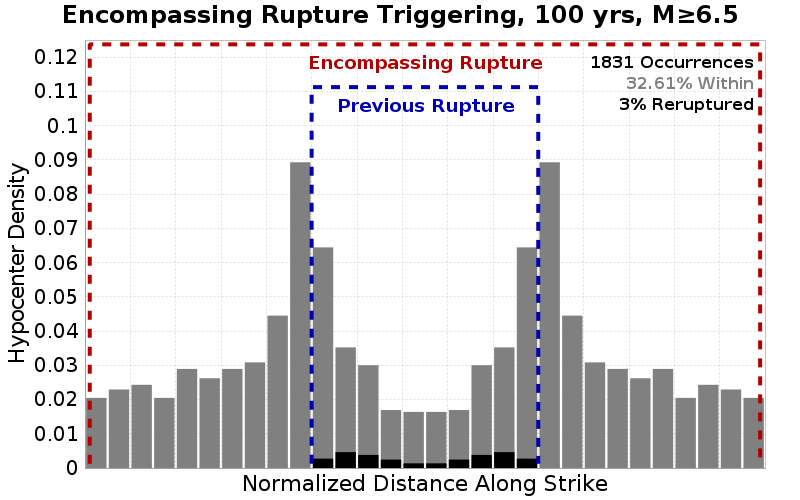 Encompassing Rupture Triggering, 100 yrs, M≥6.5
0.12
0.11
0.1
0.09
0.08
0.07
0.06
0.05
0.04
0.03
0.02
0.01
0
Hypocenter Density
Encompassing Rupture
Previous Rupture
1831 Occurrences
32.61% Within
3% Reruptured
Normalized Distance Along Strike